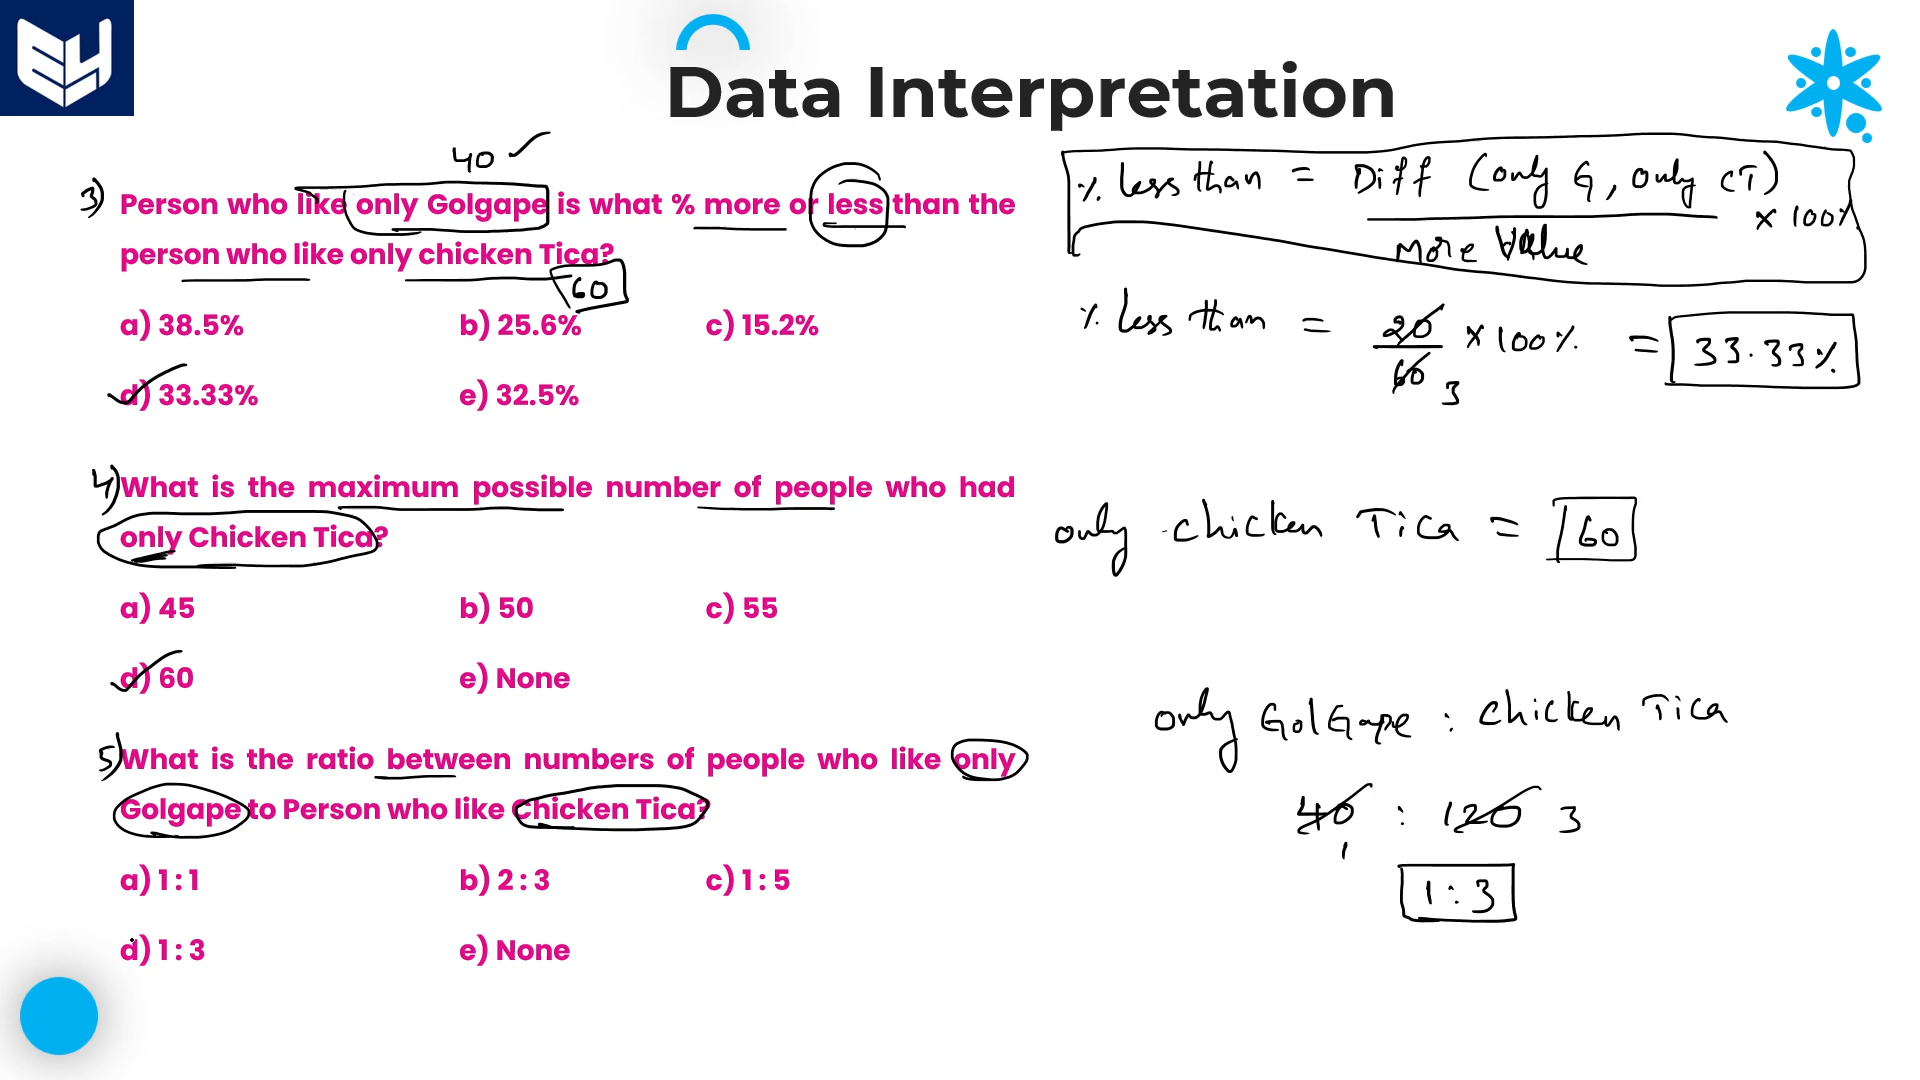 Data Interpretation
40
3) Person who like only Golgape is what % more or less than the
person who like only chicken Tica?
60
a) 38.5% b) 25.6% c) 15.2%
d) 33.33% e) 32.5%
% less than = Diff (only G, only CT)
More Value
× 100%
% less than = 20 × 100% = 33.33%
60 3
4) What is the maximum possible number of people who had
only Chicken Tica?
a) 45 b) 50 c) 55
d) 60 e) None
only chicken Tica = 60
5) What is the ratio between numbers of people who like only
Golgape to Person who like Chicken Tica?
a) 1 : 1 b) 2 : 3 c) 1 : 5
d) 1 : 3 e) None
only GolGape : Chicken Tica
40 : 120 3
1
1 : 3